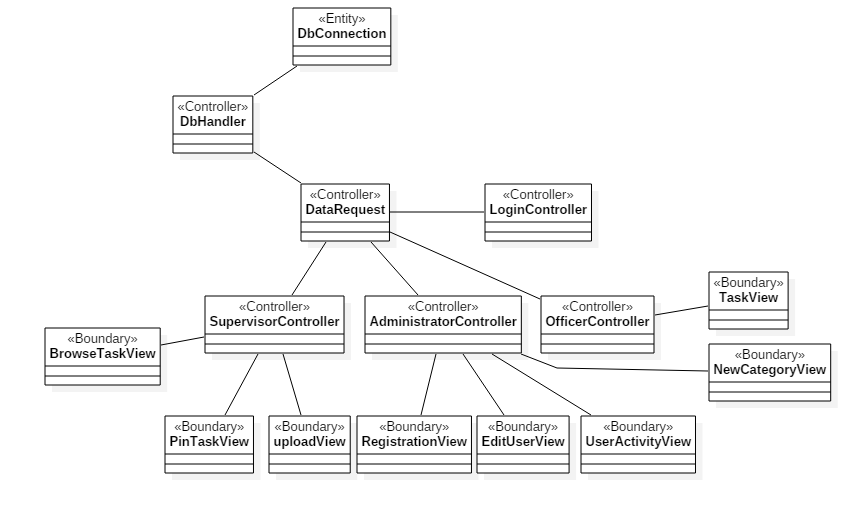 «Entity»
DbConnection
«Controller»
DbHandler
«Controller»
DataRequest
«Controller»
LoginController
«Controller»
SupervisorController
«Controller»
AdministratorController
«Controller»
OfficerController
«Boundary»
TaskView
«Boundary»
BrowseTaskView
«Boundary»
NewCategoryView
«Boundary»
PinTaskView
«Boundary»
uploadView
«Boundary»
RegistrationView
«Boundary»
EditUserView
«Boundary»
UserActivityView